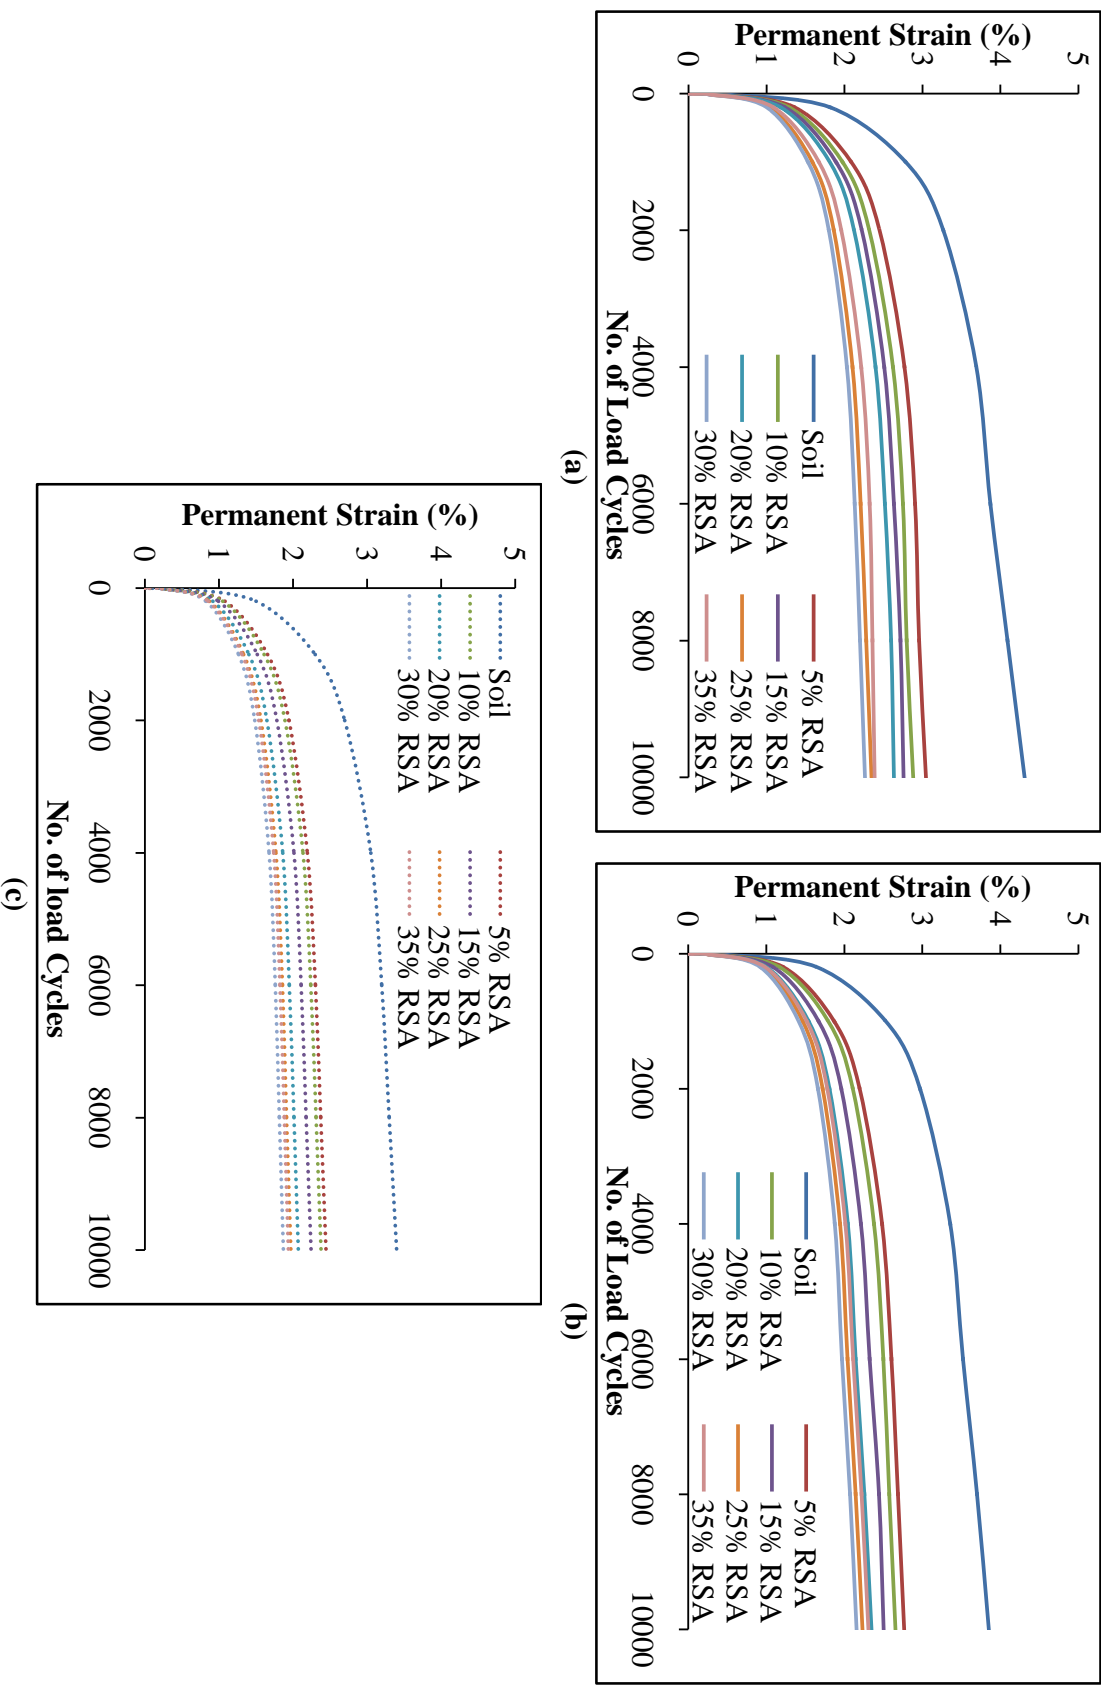 Permanent Strain (%)
5
4
3
2
1
0
0 2000 4000 6000 8000 10000
No. of Load Cycles
Soil 5% RSA
10% RSA 15% RSA
20% RSA 25% RSA
30% RSA 35% RSA
(a)
Permanent Strain (%)
5
4
3
2
1
0
0 2000 4000 6000 8000 10000
No. of Load Cycles
Soil 5% RSA
10% RSA 15% RSA
20% RSA 25% RSA
30% RSA 35% RSA
(b)
Permanent Strain (%)
5
4
3
2
1
0
0 2000 4000 6000 8000 10000
No. of load Cycles
Soil 5% RSA
10% RSA 15% RSA
20% RSA 25% RSA
30% RSA 35% RSA
(c)